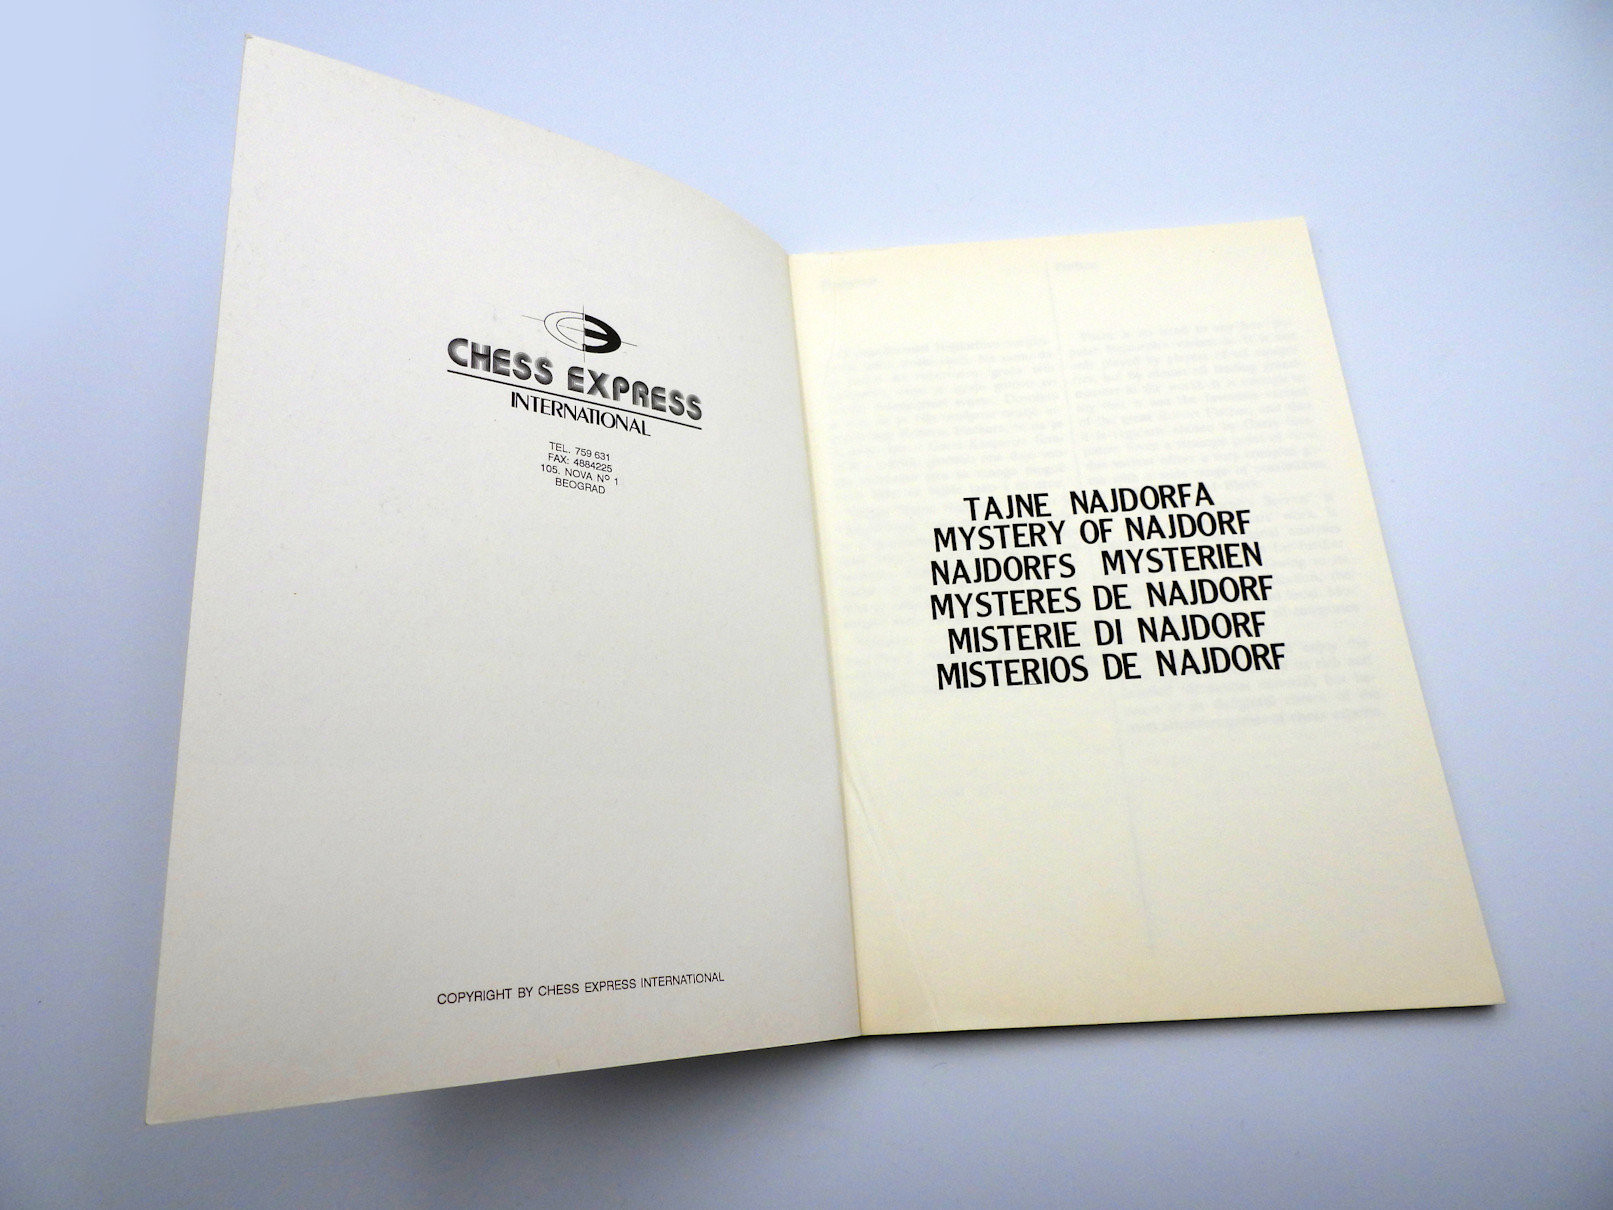 CHESS EXPRESS
INTERNATIONAL
TEL. 759 631
FAX: 4884225
105. NOVA Nº 1
BEOGRAD
COPYRIGHT BY CHESS EXPRESS INTERNATIONAL
TAJNE NAJDORFA
MYSTERY OF NAJDORF
NAJDORFS MYSTERIEN
MYSTERES DE NAJDORF
MISTERIE DI NAJDORF
MISTERIOS DE NAJDORF